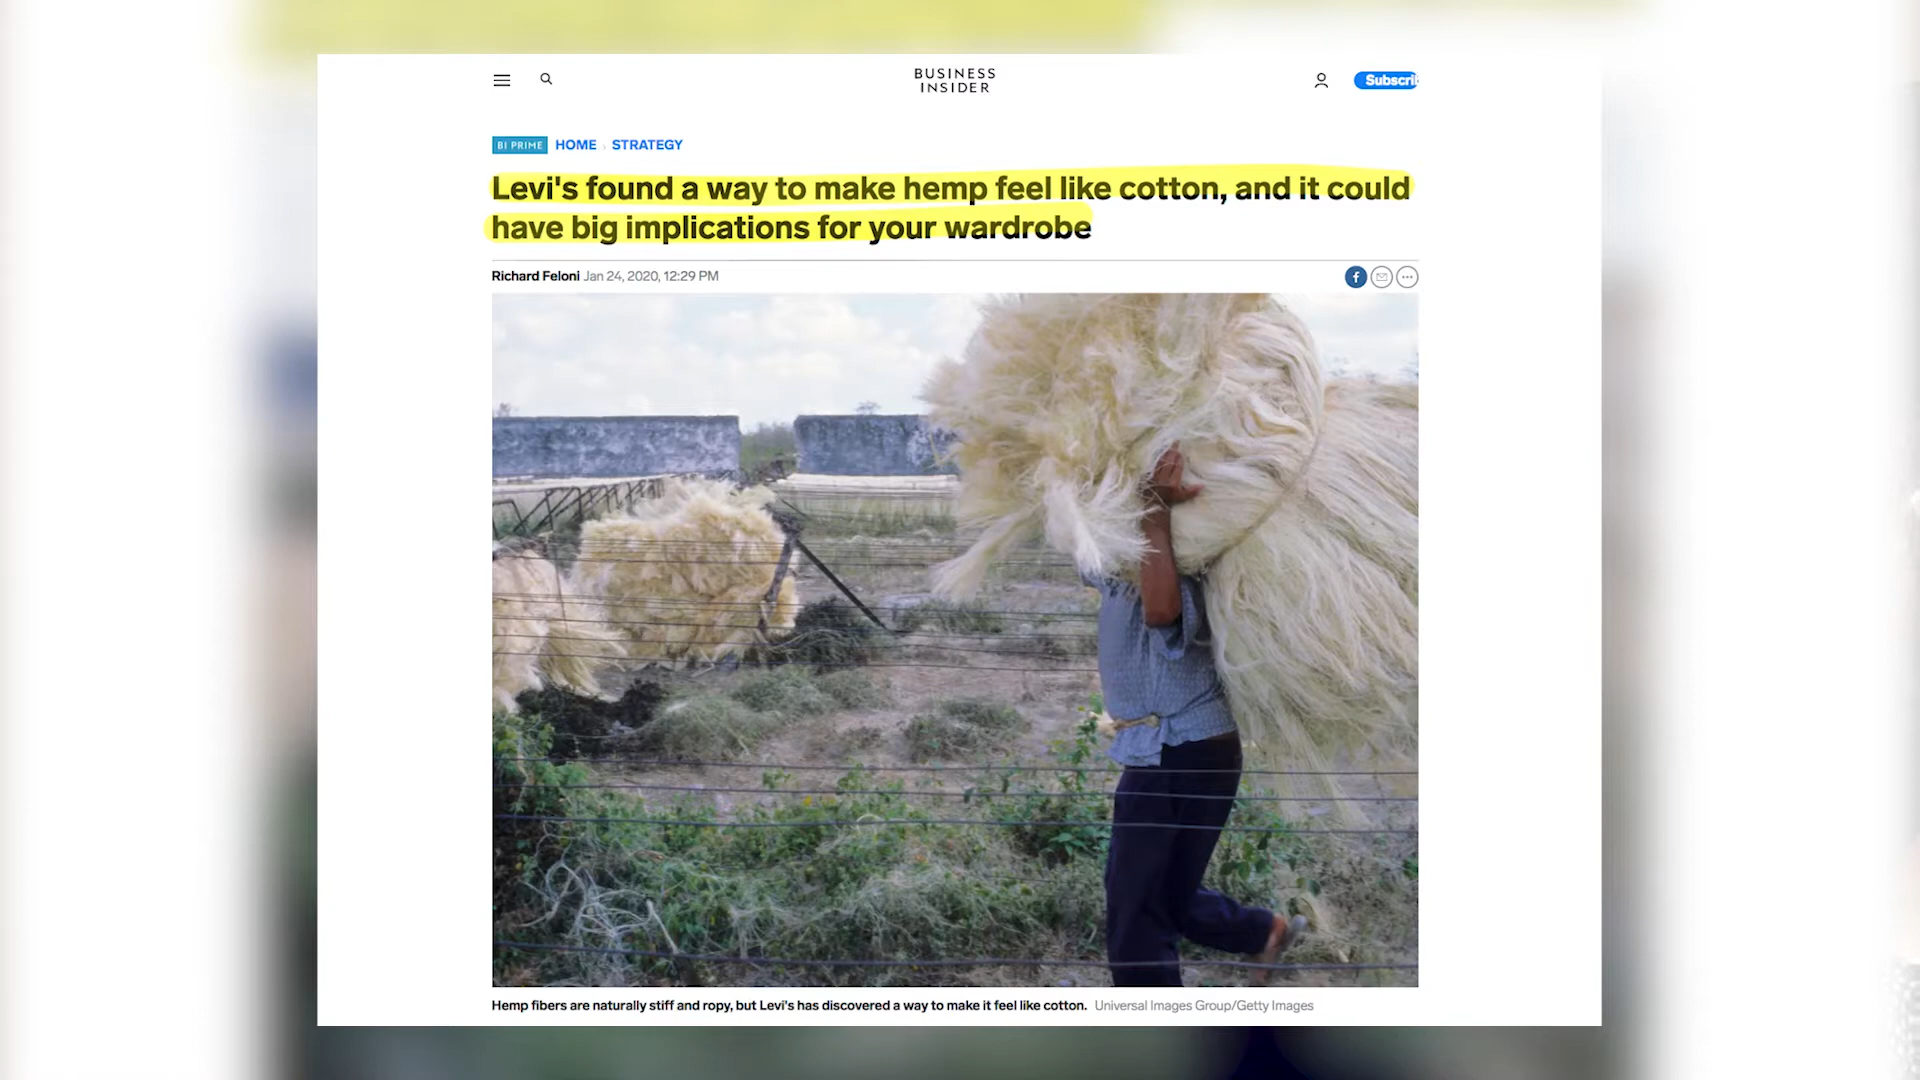 BUSINESS
INSIDER
Subscri
BI PRIME HOME › STRATEGY
Levi's found a way to make hemp feel like cotton, and it could
have big implications for your wardrobe
Richard Feloni Jan 24, 2020, 12:29 PM
Hemp fibers are naturally stiff and ropy, but Levi's has discovered a way to make it feel like cotton. Universal Images Group/Getty Images